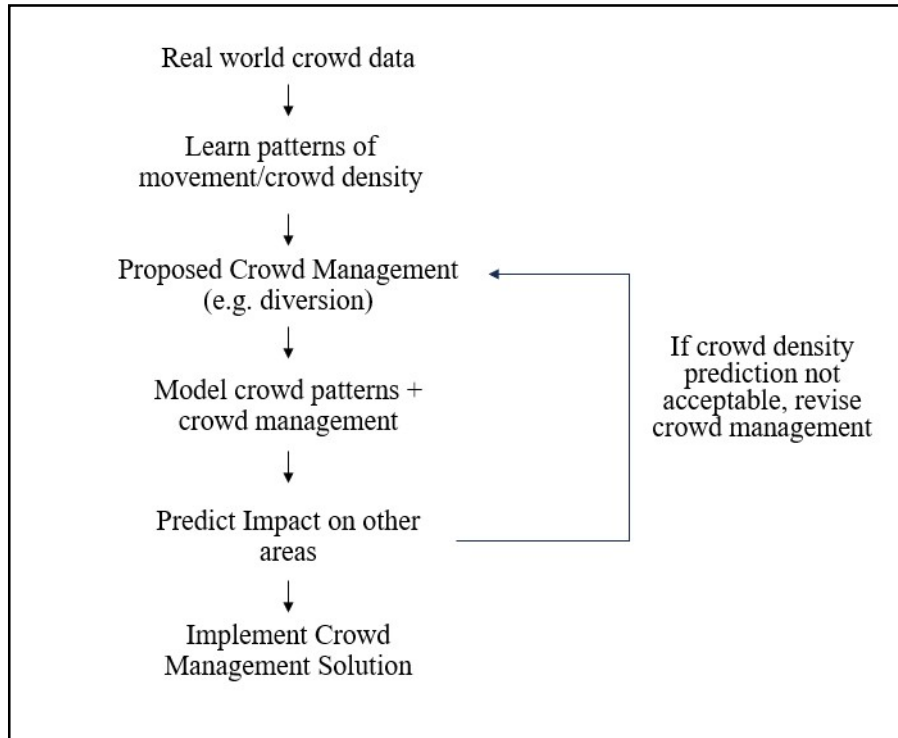 Real world crowd data
Learn patterns of
movement/crowd density
Proposed Crowd Management
(e.g. diversion)
Model crowd patterns +
crowd management
Predict Impact on other
areas
Implement Crowd
Management Solution
If crowd density
prediction not
acceptable, revise
crowd management